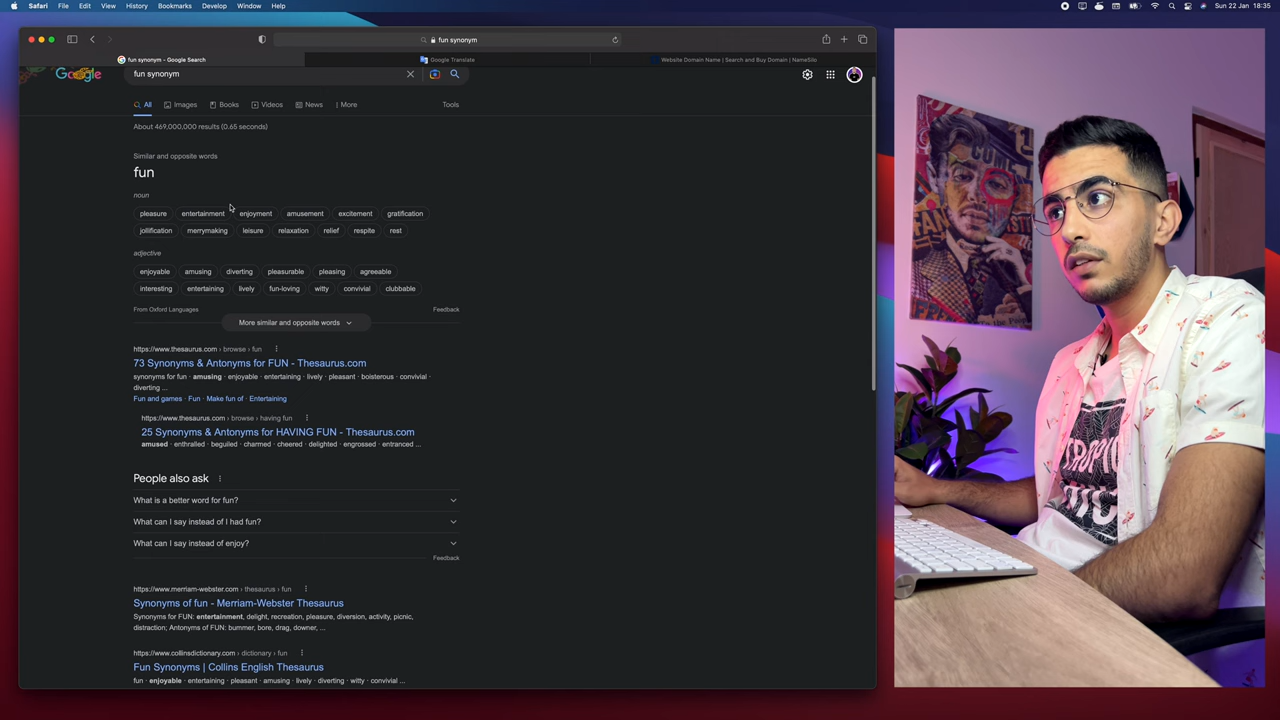 Safari File Edit View History Bookmarks Develop Window Help Sun 22 Jan 18:35
fun synonym
fun synonym - Google Search Google Translate Website Domain Name | Search and Buy Domain | NameSilo
Google fun synonym
All Images Books Videos News More Tools
About 469,000,000 results (0.65 seconds)
Similar and opposite words
fun
noun
pleasure entertainment enjoyment amusement excitement gratification
jollification merrymaking leisure relaxation relief respite rest
adjective
enjoyable amusing diverting pleasurable pleasing agreeable
interesting entertaining lively fun-loving witty convivial clubbable
From Oxford Languages Feedback
More similar and opposite words
https://www.thesaurus.com › browse › fun
73 Synonyms & Antonyms for FUN - Thesaurus.com
synonyms for fun · amusing · enjoyable · entertaining · lively · pleasant · boisterous · convivial ·
diverting ...
Fun and games · Fun · Make fun of · Entertaining
https://www.thesaurus.com › browse › having fun
25 Synonyms & Antonyms for HAVING FUN - Thesaurus.com
amused · enthralled · beguiled · charmed · cheered · delighted · engrossed · entranced ...
People also ask
What is a better word for fun?
What can I say instead of I had fun?
What can I say instead of enjoy?
Feedback
https://www.merriam-webster.com › thesaurus › fun
Synonyms of fun - Merriam-Webster Thesaurus
Synonyms for FUN: entertainment, delight, recreation, pleasure, diversion, activity, picnic,
distraction; Antonyms of FUN: bummer, bore, drag, downer, ...
https://www.collinsdictionary.com › dictionary › fun
Fun Synonyms | Collins English Thesaurus
fun · enjoyable · entertaining · pleasant · amusing · lively · diverting · witty · convivial ...